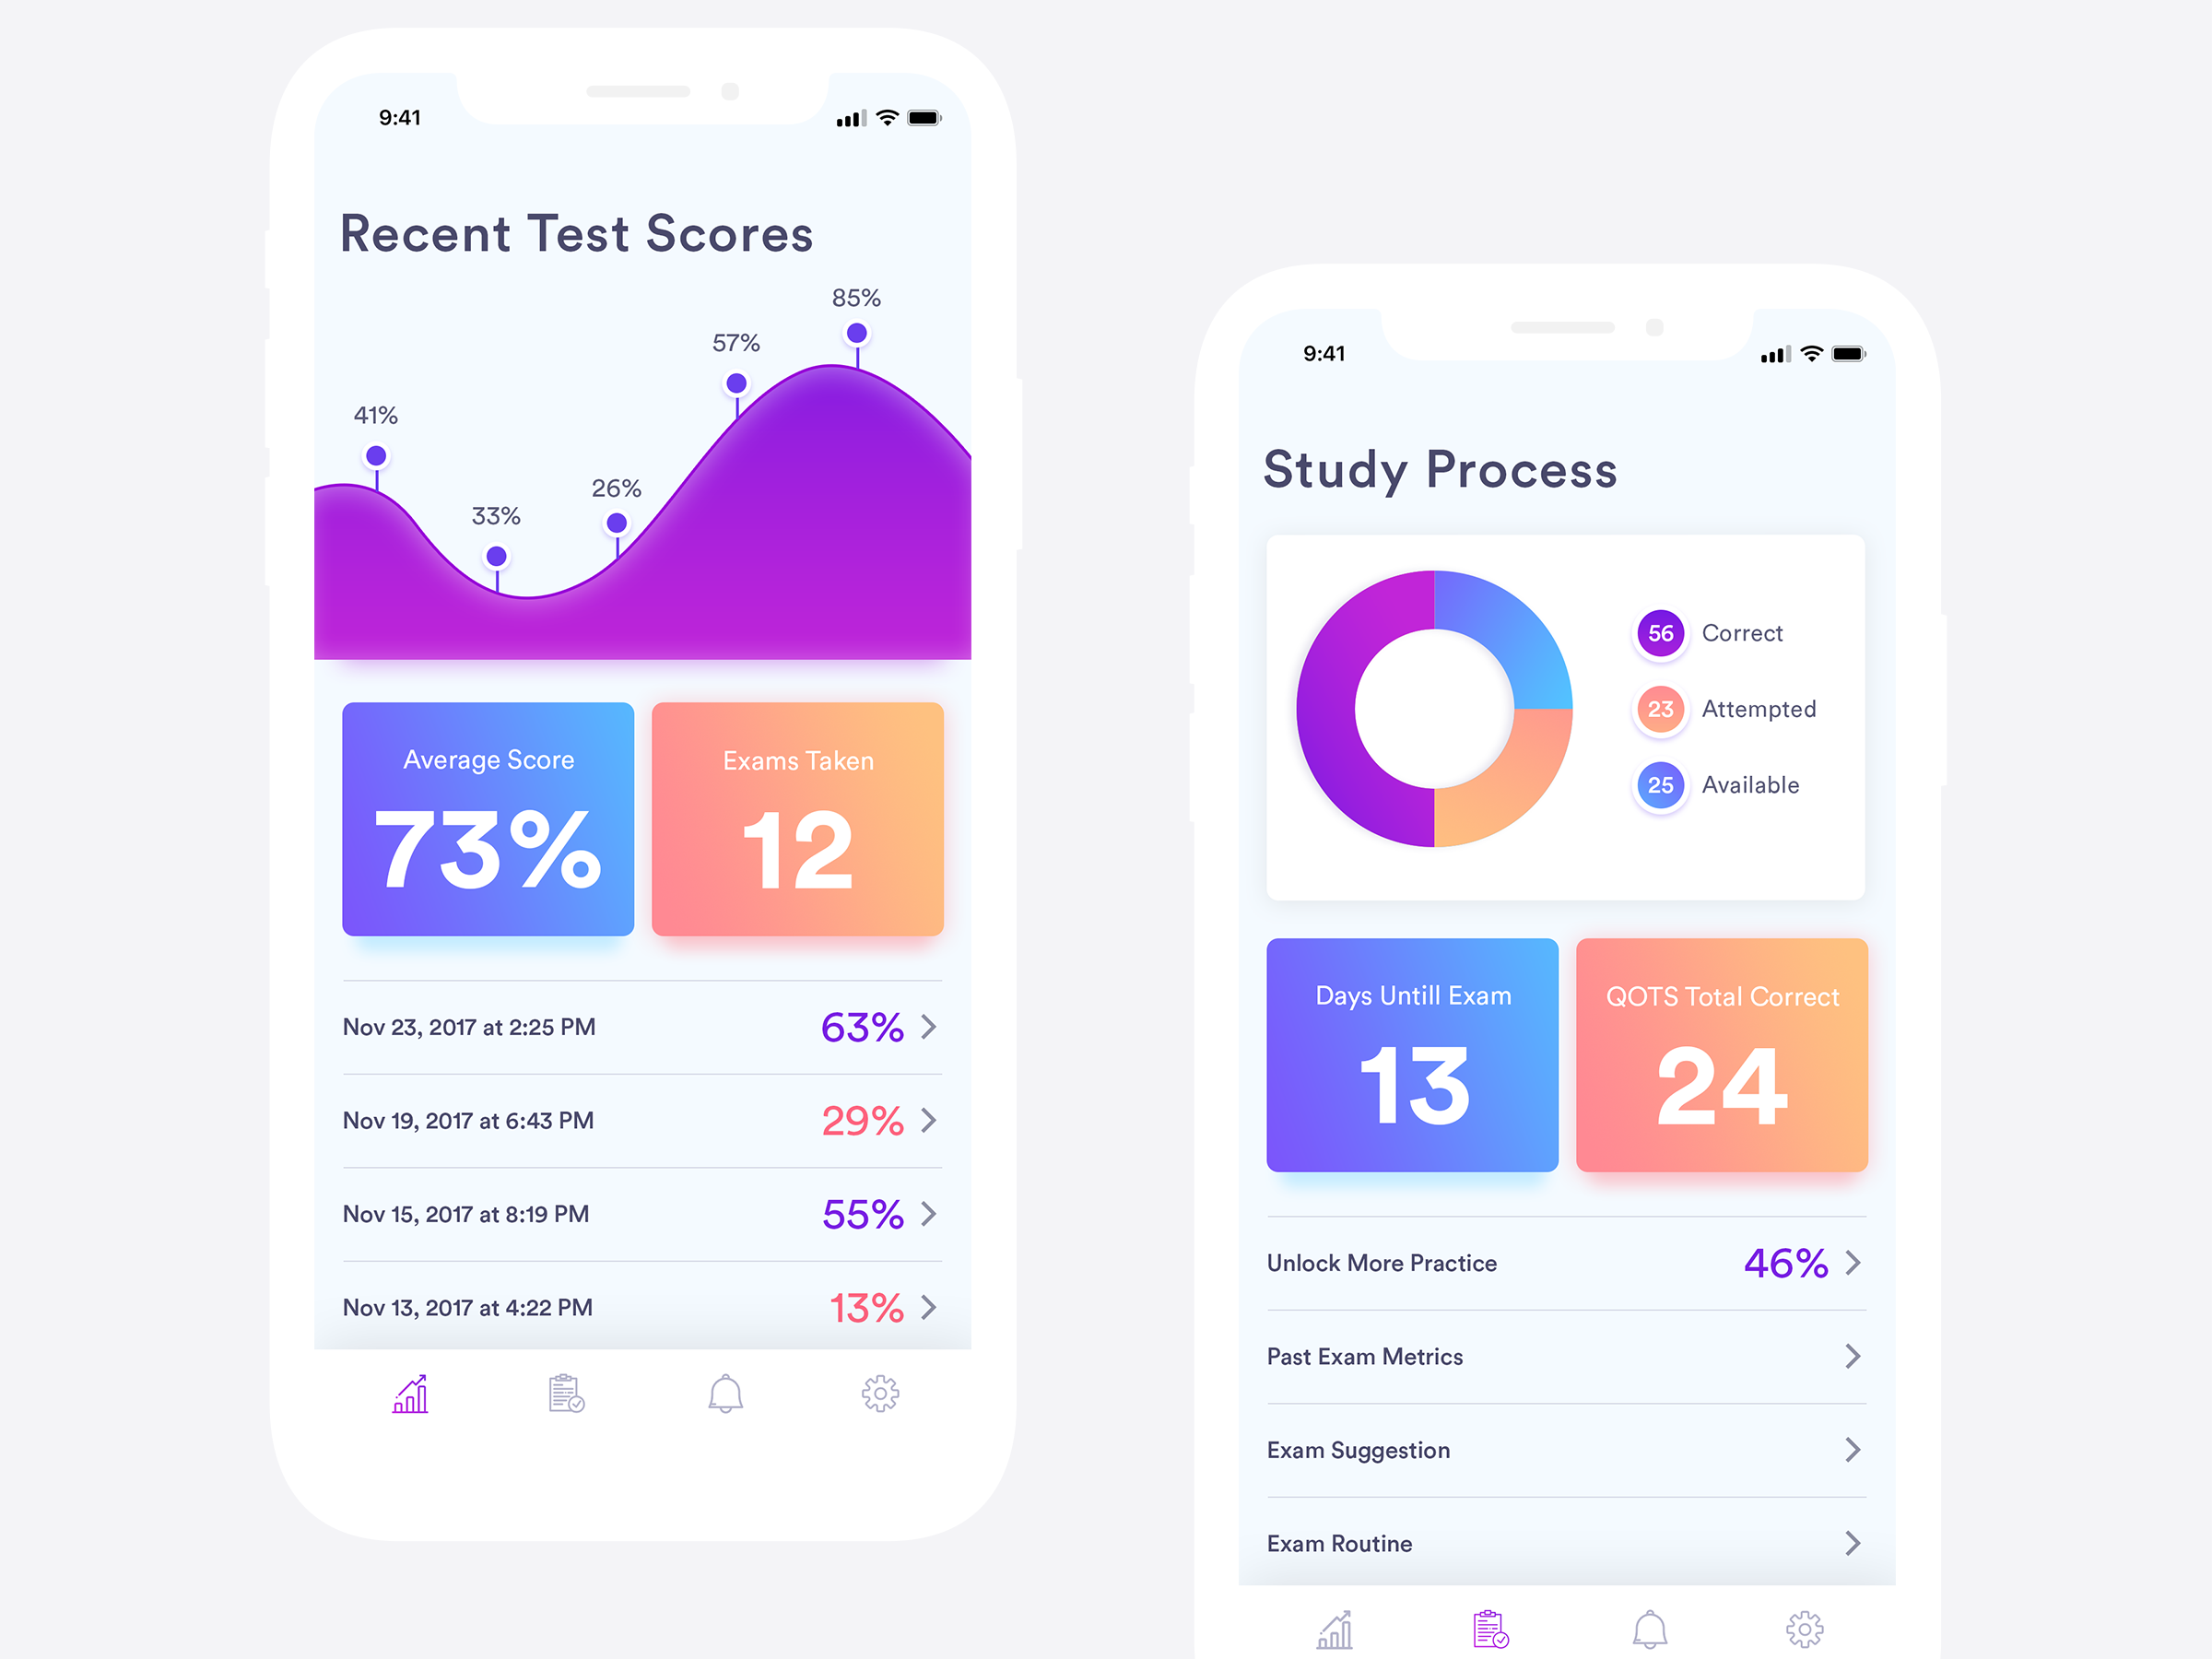 9:41
Recent Test Scores
85%
57%
41%
26%
33%
Average Score
73%
Exams Taken
12
Nov 23, 2017 at 2:25 PM 63%
Nov 19, 2017 at 6:43 PM 29%
Nov 15, 2017 at 8:19 PM 55%
Nov 13, 2017 at 4:22 PM 13%
9:41
Study Process
56 Correct
23 Attempted
25 Available
Days Untill Exam
13
QOTS Total Correct
24
Unlock More Practice 46%
Past Exam Metrics
Exam Suggestion
Exam Routine